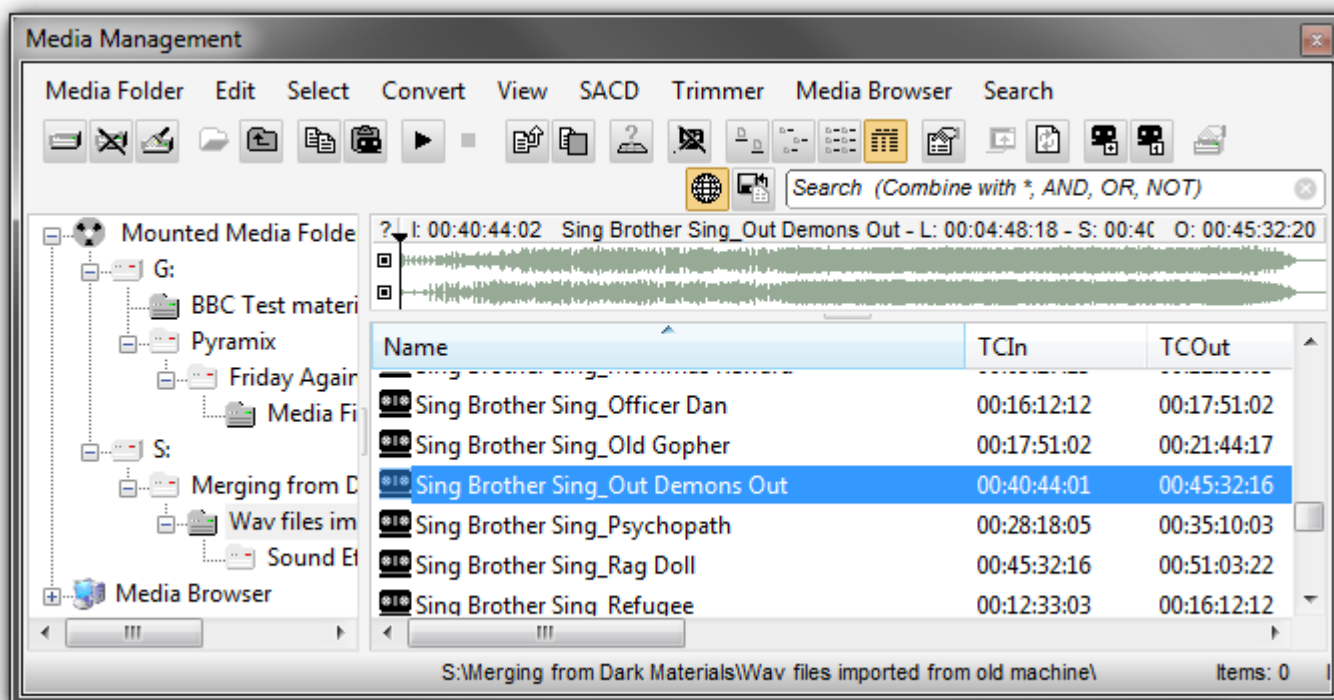 Media Management
Media Folder Edit Select Convert View SACD Trimmer Media Browser Search
Search (Combine with *, AND, OR, NOT)
Mounted Media Folde
G:
BBC Test materi
Pyramix
Friday Again
Media Fi
S:
Merging from D
Wav files im
Sound Ef
Media Browser
? I: 00:40:44:02 Sing Brother Sing_Out Demons Out - L: 00:04:48:18 - S: 00:40 O: 00:45:32:20
Name TCIn TCOut
Sing Brother Sing_Officer Dan 00:16:12:12 00:17:51:02
Sing Brother Sing_Old Gopher 00:17:51:02 00:21:44:17
Sing Brother Sing_Out Demons Out 00:40:44:01 00:45:32:16
Sing Brother Sing_Psychopath 00:28:18:05 00:35:10:03
Sing Brother Sing_Rag Doll 00:45:32:16 00:51:03:22
Sing Brother Sing_Refugee 00:12:33:03 00:16:12:12
S:\Merging from Dark Materials\Wav files imported from old machine\ Items: 0